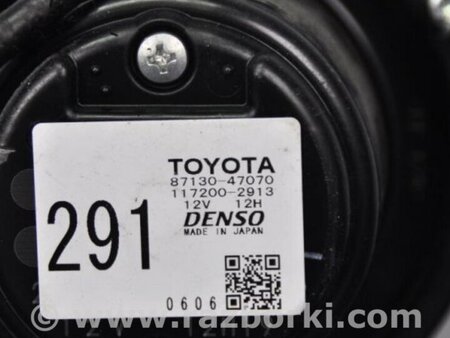 TOYOTA
87130-47070
117200-2913
12V 12H
291
DENSO
MADE IN JAPAN
0606
www.razborki.com